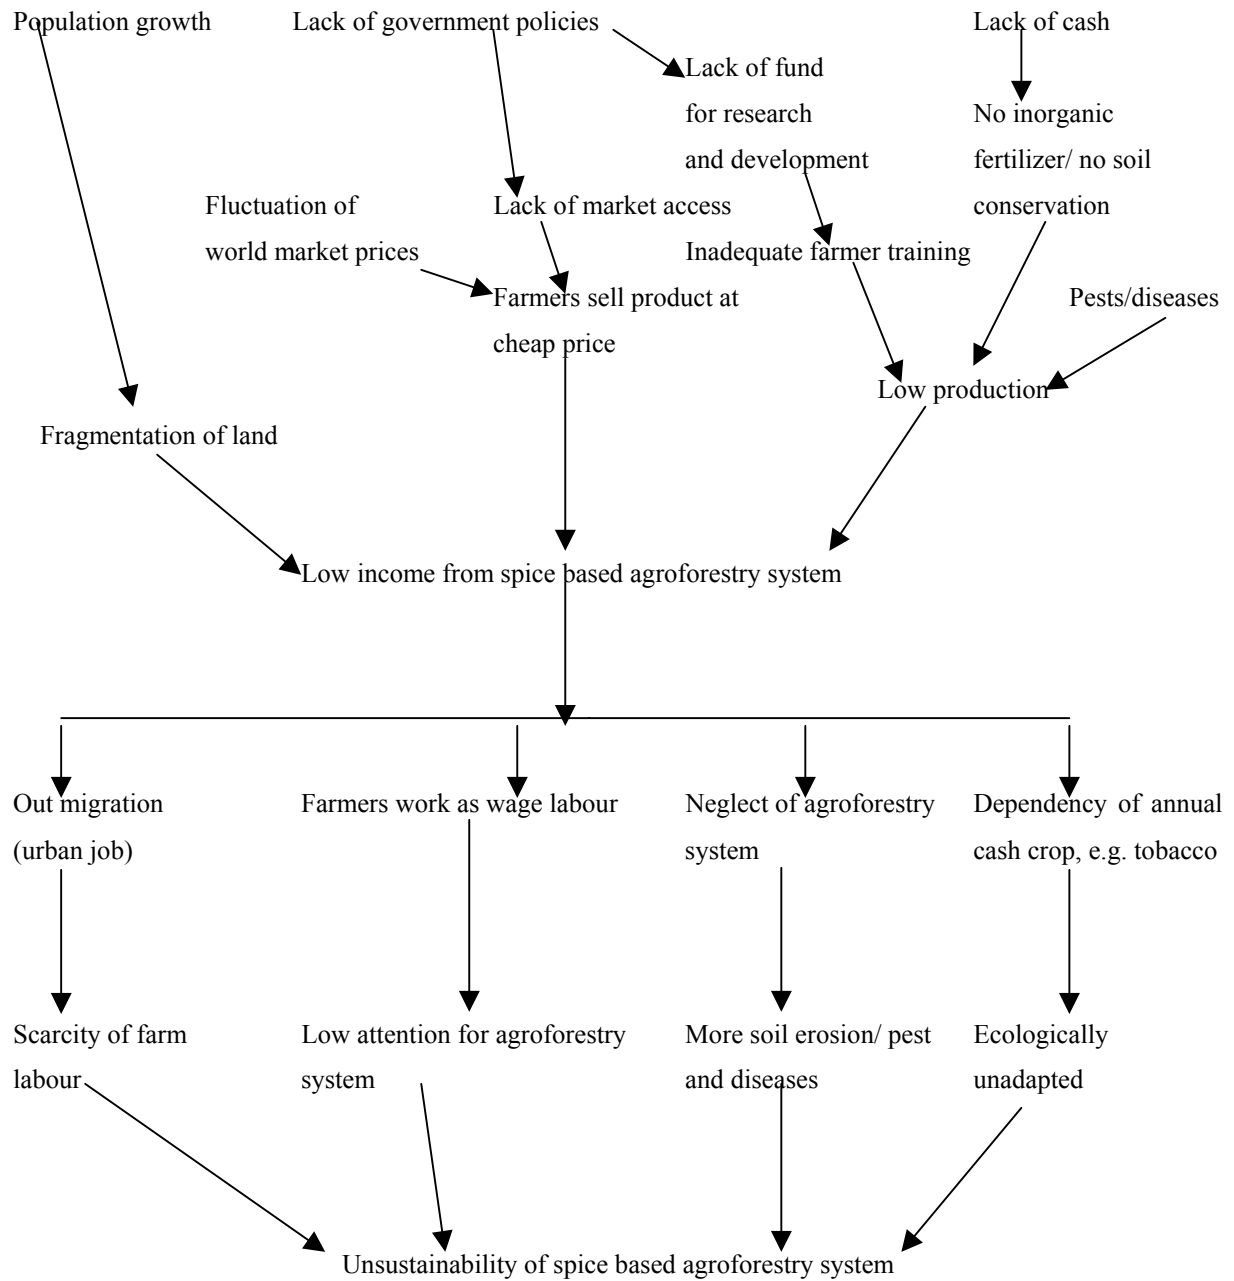 Population growth
Lack of government policies
Lack of cash
Lack of fund
for research
and development
No inorganic
fertilizer/ no soil
conservation
Fluctuation of
world market prices
Lack of market access
Inadequate farmer training
Farmers sell product at
cheap price
Pests/diseases
Low production
Fragmentation of land
Low income from spice based agroforestry system
Out migration
(urban job)
Farmers work as wage labour
Neglect of agroforestry
system
Dependency of annual
cash crop, e.g. tobacco
Scarcity of farm
labour
Low attention for agroforestry
system
More soil erosion/ pest
and diseases
Ecologically
unadapted
Unsustainability of spice based agroforestry system